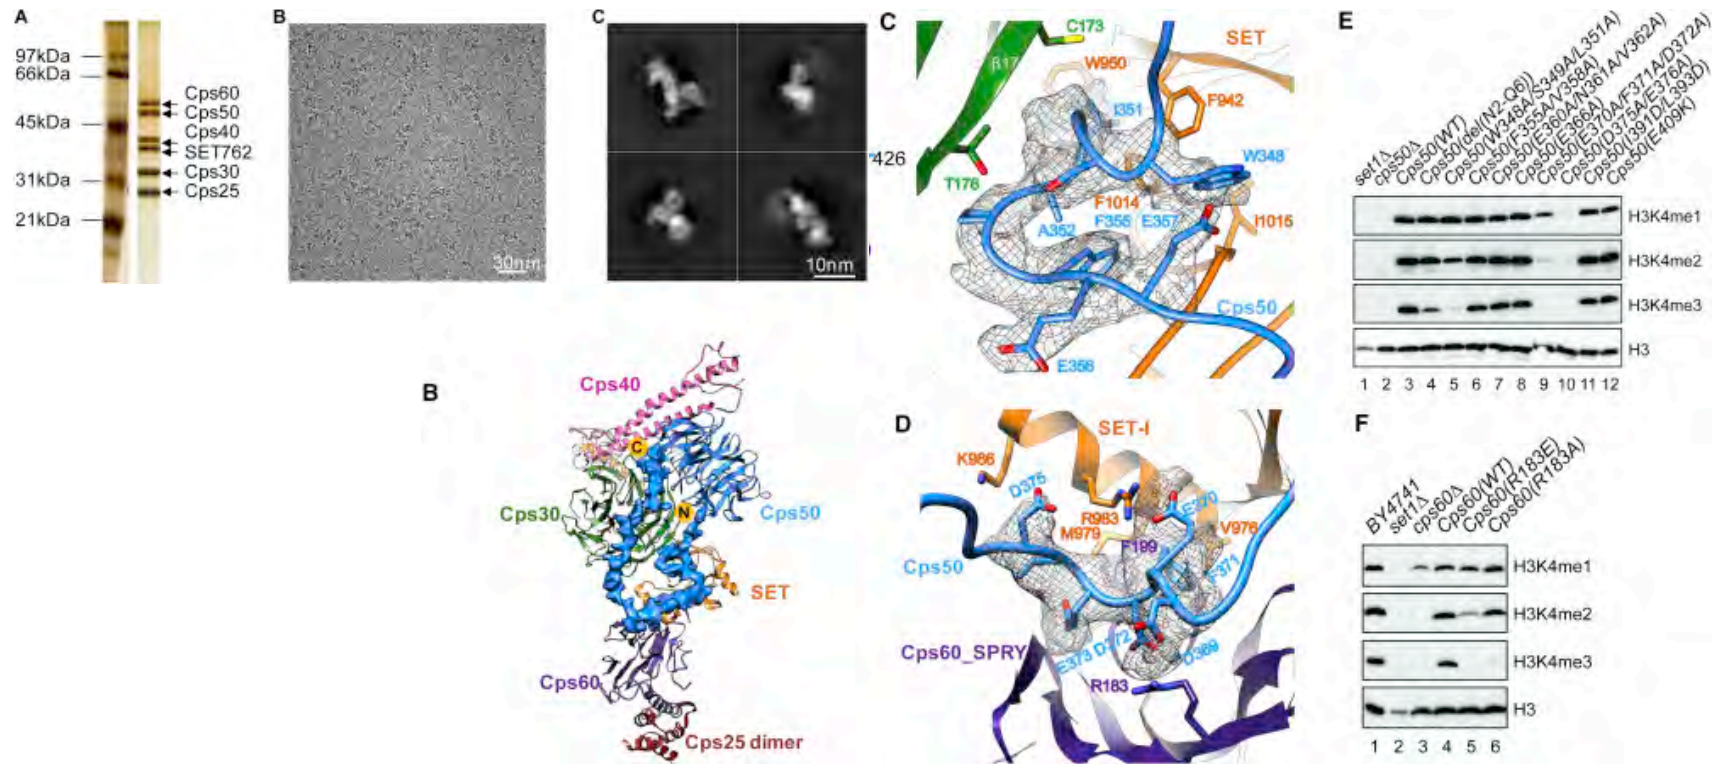 A
97kDa
66kDa
45kDa
31kDa
21kDa
Cps60
Cps50
Cps40
SET762
Cps30
Cps25
B
30nm
C
10nm
B
Cps40
C
N
Cps30
Cps50
SET
Cps60
Cps25 dimer
426
C
C173
β17
W950
SET
I351
F942
T176
W348
F1014
A352
F355
E357
I1015
Cps50
E356
D
SET-I
K986
D375
R983
E370
M979
F199
V976
Cps50
F371
Cps60_SPRY
E373
D372
D369
R183
E
set1Δ
cps50Δ
Cps50(WT)
Cps50(del(N2-Q6))
Cps50(W348A/S349A/L351A)
Cps50(F355A/V358A)
Cps50(E360A/N361A/V362A)
Cps50(E366A)
Cps50(E370A/F371A/D372A)
Cps50(D375A/E376A)
Cps50(I391D/L393D)
Cps50(E409K)
H3K4me1
H3K4me2
H3K4me3
H3
1 2 3 4 5 6 7 8 9 10 11 12
F
BY4741
set1Δ
cps60Δ
Cps60(WT)
Cps60(R183E)
Cps60(R183A)
H3K4me1
H3K4me2
H3K4me3
H3
1 2 3 4 5 6